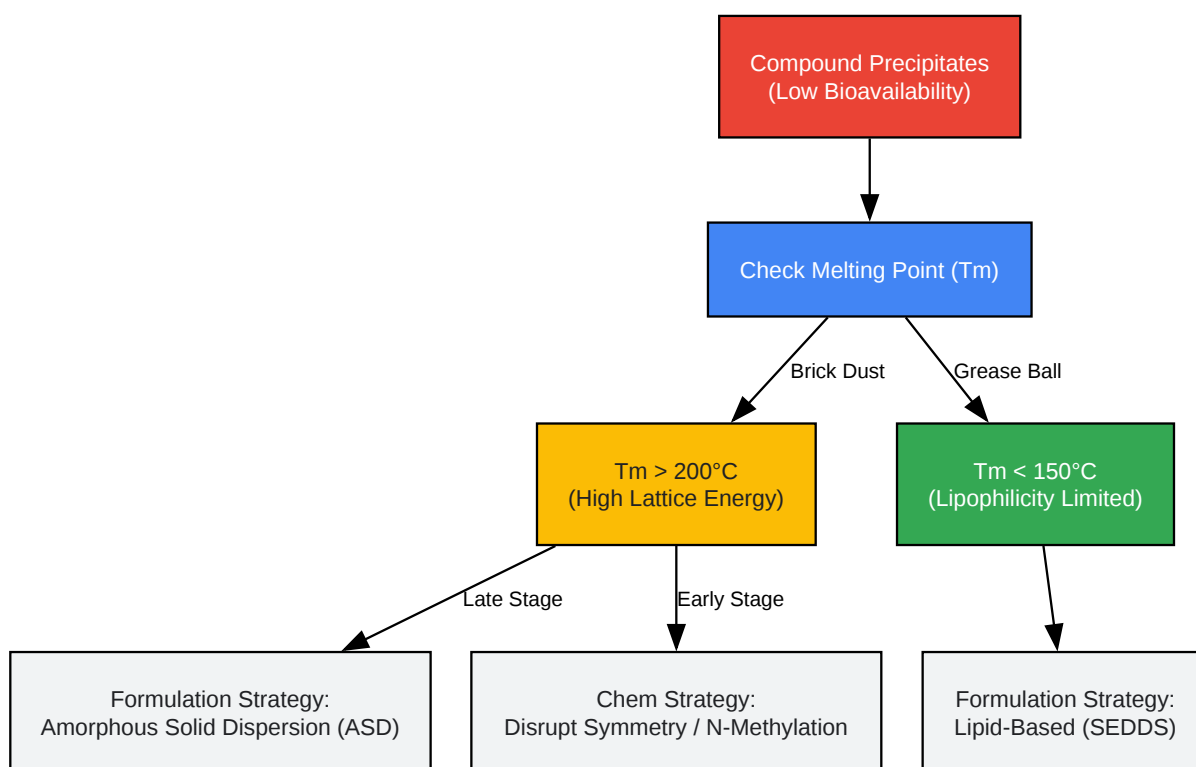 Compound Precipitates
(Low Bioavailability)
Check Melting Point (Tm)
Brick Dust
Grease Ball
Tm > 200°C
(High Lattice Energy)
Tm < 150°C
(Lipophilicity Limited)
Late Stage
Early Stage
Formulation Strategy:
Amorphous Solid Dispersion (ASD)
Chem Strategy:
Disrupt Symmetry / N-Methylation
Formulation Strategy:
Lipid-Based (SEDDS)